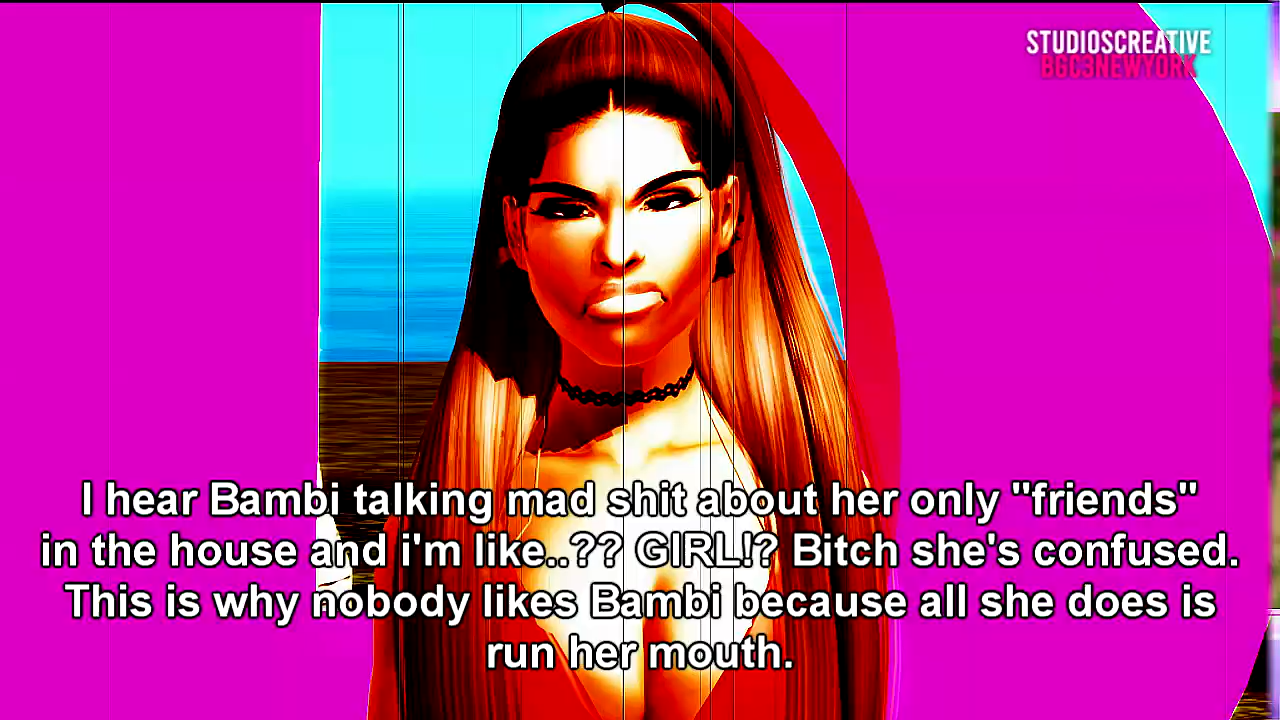 STUDIOSCREATIVE
BGC3NEWYORK
I hear Bambi talking mad shit about her only "friends"
in the house and i'm like..?? GIRL!? Bitch she's confused.
This is why nobody likes Bambi because all she does is
run her mouth.